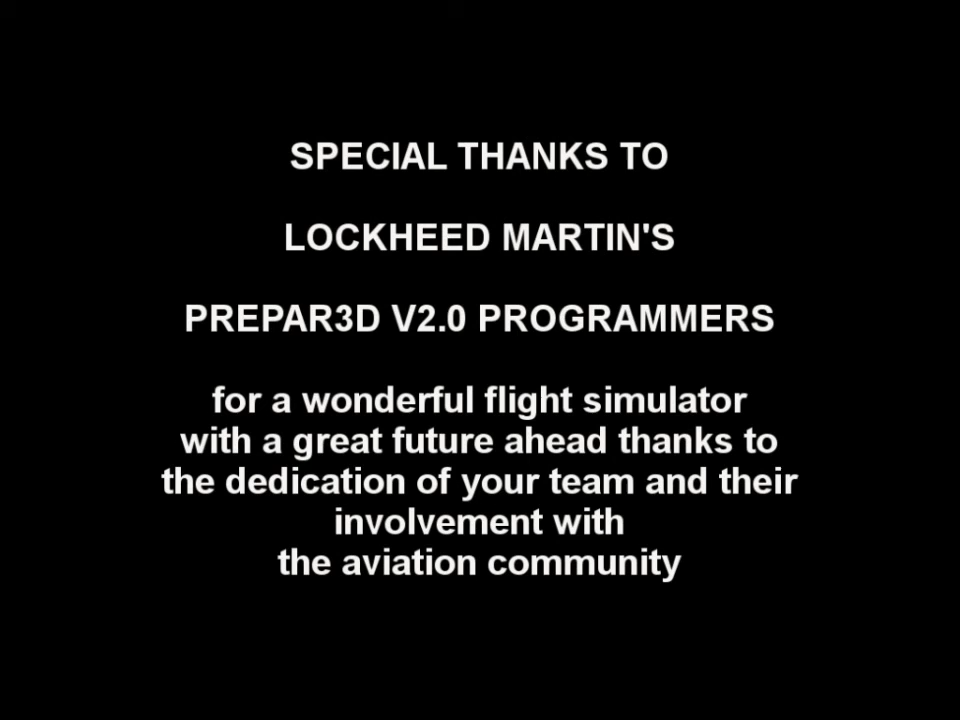 SPECIAL THANKS TO
LOCKHEED MARTIN'S
PREPAR3D V2.0 PROGRAMMERS
for a wonderful flight simulator
with a great future ahead thanks to
the dedication of your team and their
involvement with
the aviation community